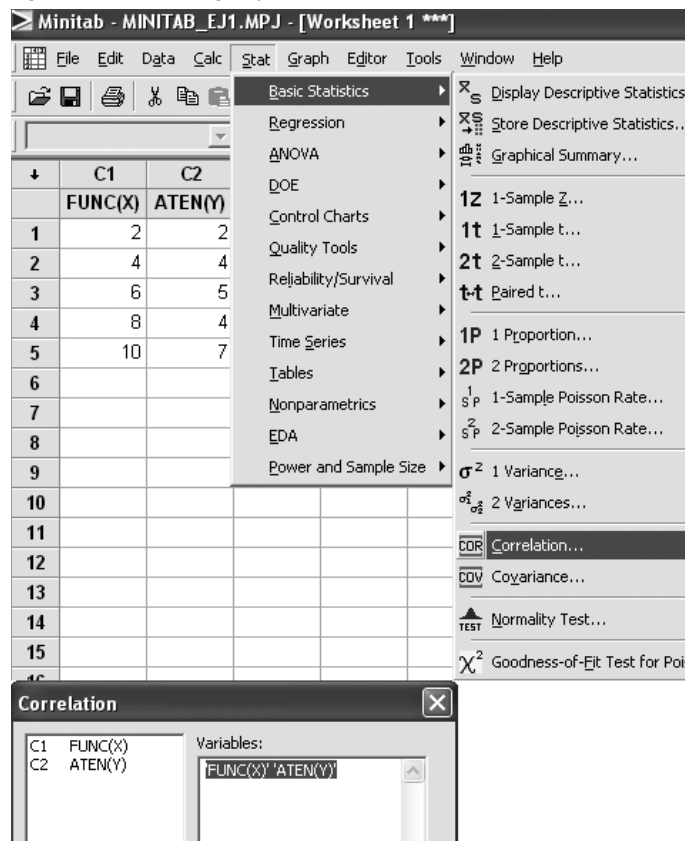 Minitab - MINITAB_EJ1.MPJ - [Worksheet 1 ***]
File Edit Data Calc Stat Graph Editor Tools Window Help
Basic Statistics
Regression
ANOVA
DOE
Control Charts
Quality Tools
Reliability/Survival
Multivariate
Time Series
Tables
Nonparametrics
EDA
Power and Sample Size
Display Descriptive Statistics
Store Descriptive Statistics..
Graphical Summary...
1Z 1-Sample Z...
1t 1-Sample t...
2t 2-Sample t...
t-t Paired t...
1P 1 Proportion...
2P 2 Proportions...
1-Sample Poisson Rate...
2-Sample Poisson Rate...
σ² 1 Variance...
2 Variances...
COR Correlation...
COV Covariance...
TEST Normality Test...
χ² Goodness-of-Fit Test for Poi
C1 C2
FUNC(X) ATEN(Y)
1 2 2
2 4 4
3 6 5
4 8 4
5 10 7
6
7
8
9
10
11
12
13
14
15
Correlation
C1 FUNC(X)
C2 ATEN(Y)
Variables:
'FUNC(X)' 'ATEN(Y)'